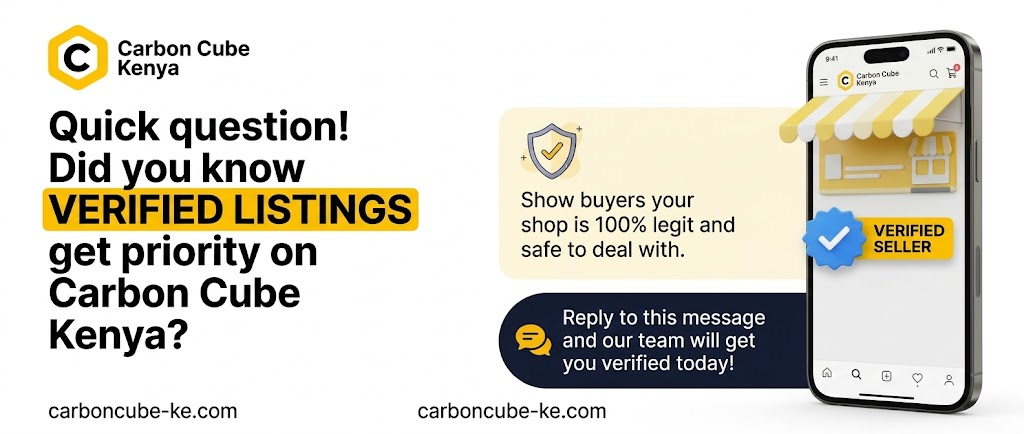 Carbon Cube
Kenya
Quick question!
Did you know
VERIFIED LISTINGS
get priority on
Carbon Cube
Kenya?
carboncube-ke.com
Show buyers your
shop is 100% legit and
safe to deal with.
Reply to this message
and our team will get
you verified today!
carboncube-ke.com
9:41
Carbon Cube
Kenya
VERIFIED
SELLER